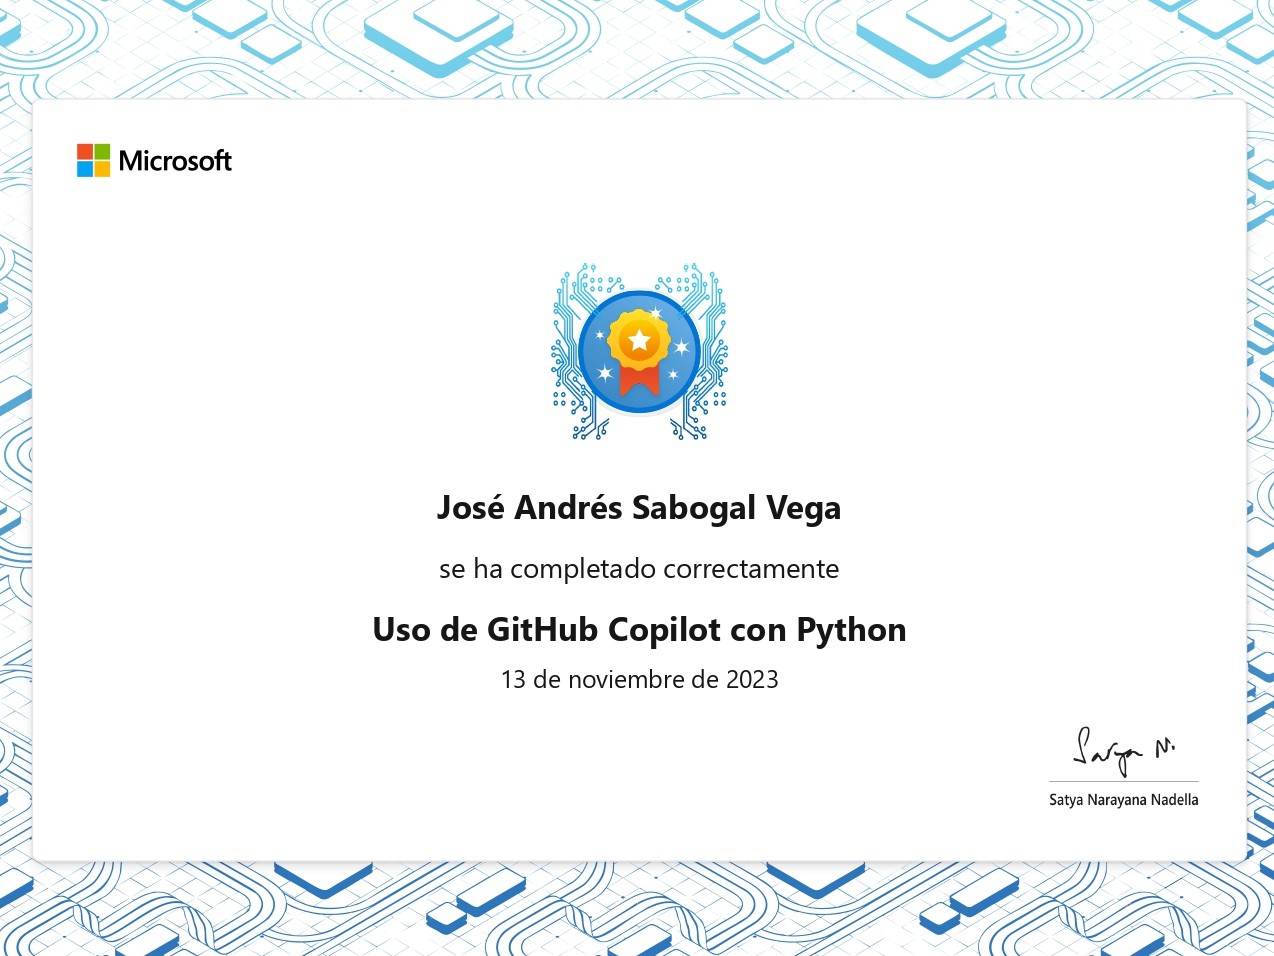 Microsoft
José Andrés Sabogal Vega
se ha completado correctamente
Uso de GitHub Copilot con Python
13 de noviembre de 2023
Satya N.
Satya Narayana Nadella